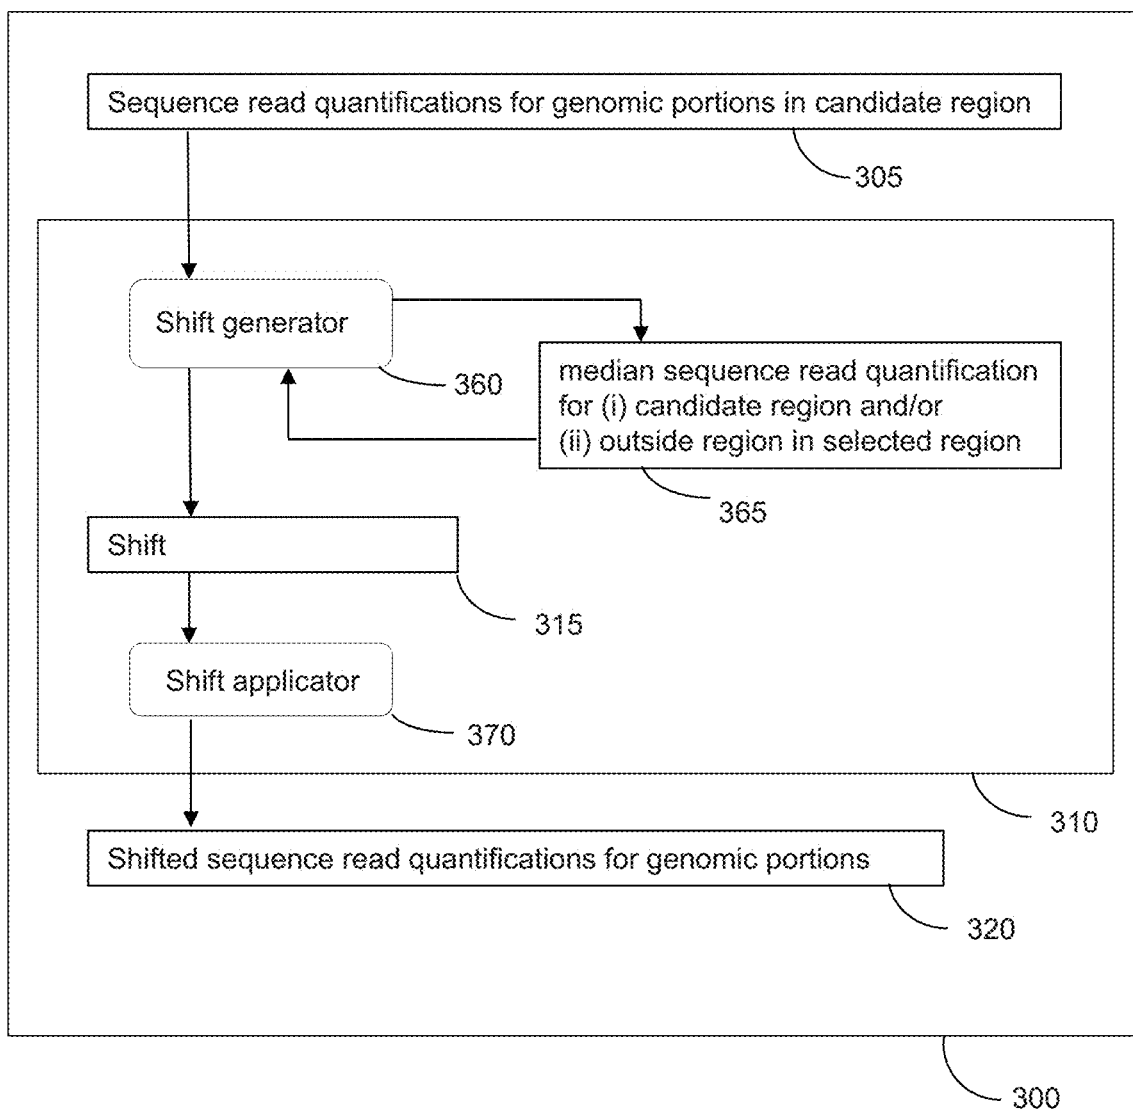 Sequence read quantifications for genomic portions in candidate region
305
Shift generator
360
median sequence read quantification
for (i) candidate region and/or
(ii) outside region in selected region
365
Shift
315
Shift applicator
370
310
Shifted sequence read quantifications for genomic portions
320
300